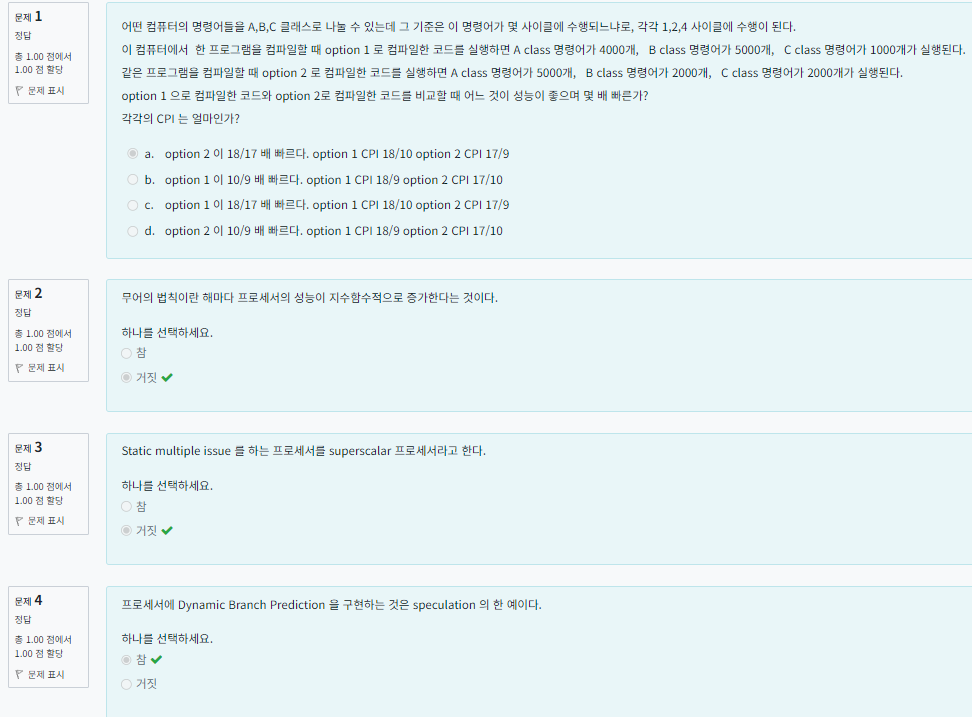 문제 1
정답
총 1.00 점에서
1.00 점 할당
문제 표시
어떤 컴퓨터의 명령어들을 A,B,C 클래스로 나눌 수 있는데 그 기준은 이 명령어가 몇 사이클에 수행되느냐로, 각각 1,2,4 사이클에 수행이 된다.
이 컴퓨터에서 한 프로그램을 컴파일할 때 option 1 로 컴파일한 코드를 실행하면 A class 명령어가 4000개, B class 명령어가 5000개, C class 명령어가 1000개가 실행된다.
같은 프로그램을 컴파일할 때 option 2 로 컴파일한 코드를 실행하면 A class 명령어가 5000개, B class 명령어가 2000개, C class 명령어가 2000개가 실행된다.
option 1 으로 컴파일한 코드와 option 2로 컴파일한 코드를 비교할 때 어느 것이 성능이 좋으며 몇 배 빠른가?
각각의 CPI 는 얼마인가?
a. option 2 이 18/17 배 빠르다. option 1 CPI 18/10 option 2 CPI 17/9
b. option 1 이 10/9 배 빠르다. option 1 CPI 18/9 option 2 CPI 17/10
c. option 1 이 18/17 배 빠르다. option 1 CPI 18/10 option 2 CPI 17/9
d. option 2 이 10/9 배 빠르다. option 1 CPI 18/9 option 2 CPI 17/10
문제 2
정답
총 1.00 점에서
1.00 점 할당
문제 표시
무어의 법칙이란 해마다 프로세서의 성능이 지수함수적으로 증가한다는 것이다.
하나를 선택하세요.
참
거짓
문제 3
정답
총 1.00 점에서
1.00 점 할당
문제 표시
Static multiple issue 를 하는 프로세서를 superscalar 프로세서라고 한다.
하나를 선택하세요.
참
거짓
문제 4
정답
총 1.00 점에서
1.00 점 할당
문제 표시
프로세서에 Dynamic Branch Prediction 을 구현하는 것은 speculation 의 한 예이다.
하나를 선택하세요.
참
거짓